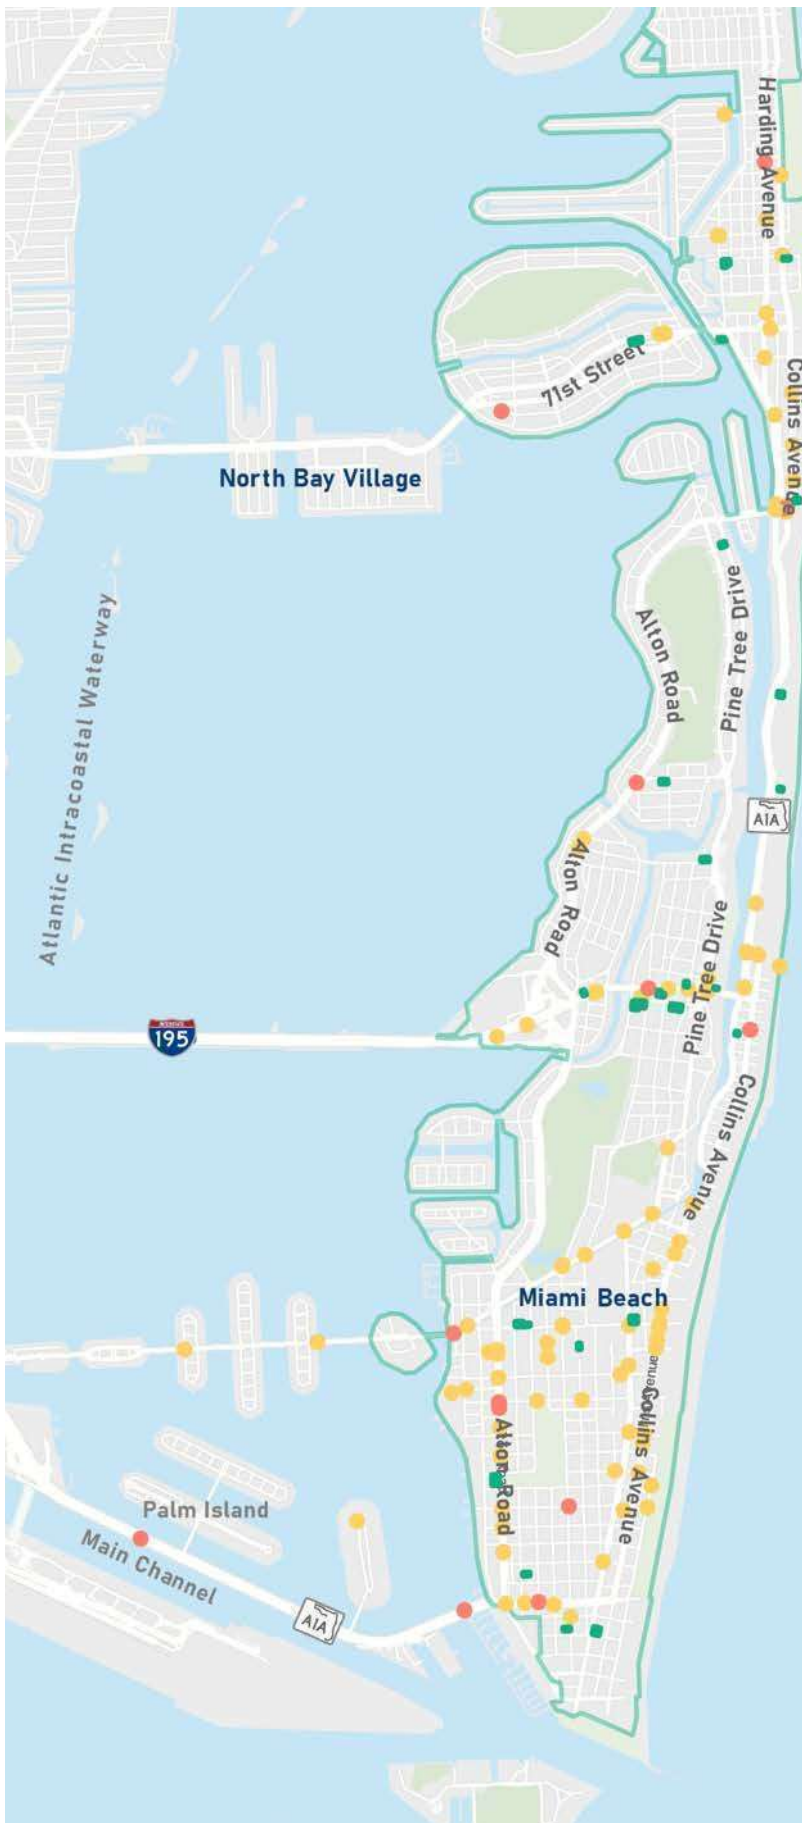 Harding Avenue
Collins Avenue
71st Street
North Bay Village
Alton Road
Pine Tree Drive
Atlantic Intracoastal Waterway
A1A
Alton Road
Pine Tree Drive
195
Collins Avenue
Miami Beach
Collins Avenue
Alton Road
Palm Island
Main Channel
A1A